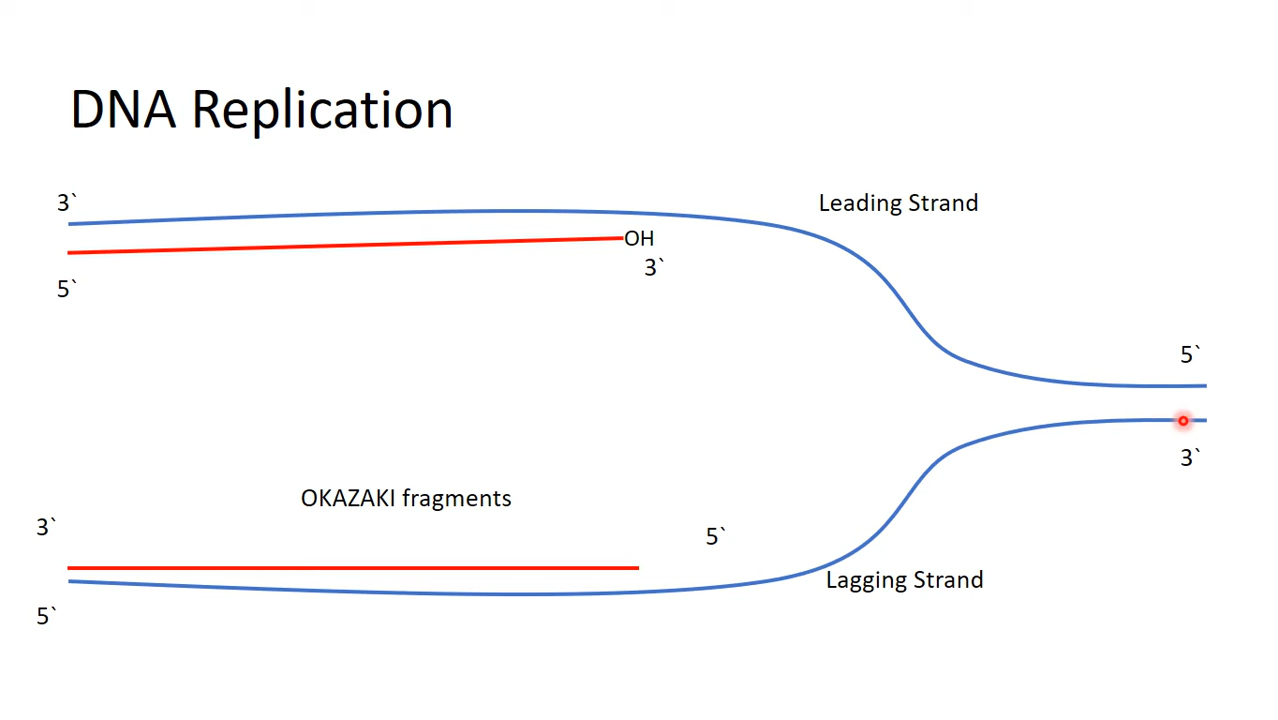 DNA Replication
3`
Leading Strand
OH
3`
5`
5`
3`
OKAZAKI fragments
3`
5`
Lagging Strand
5`